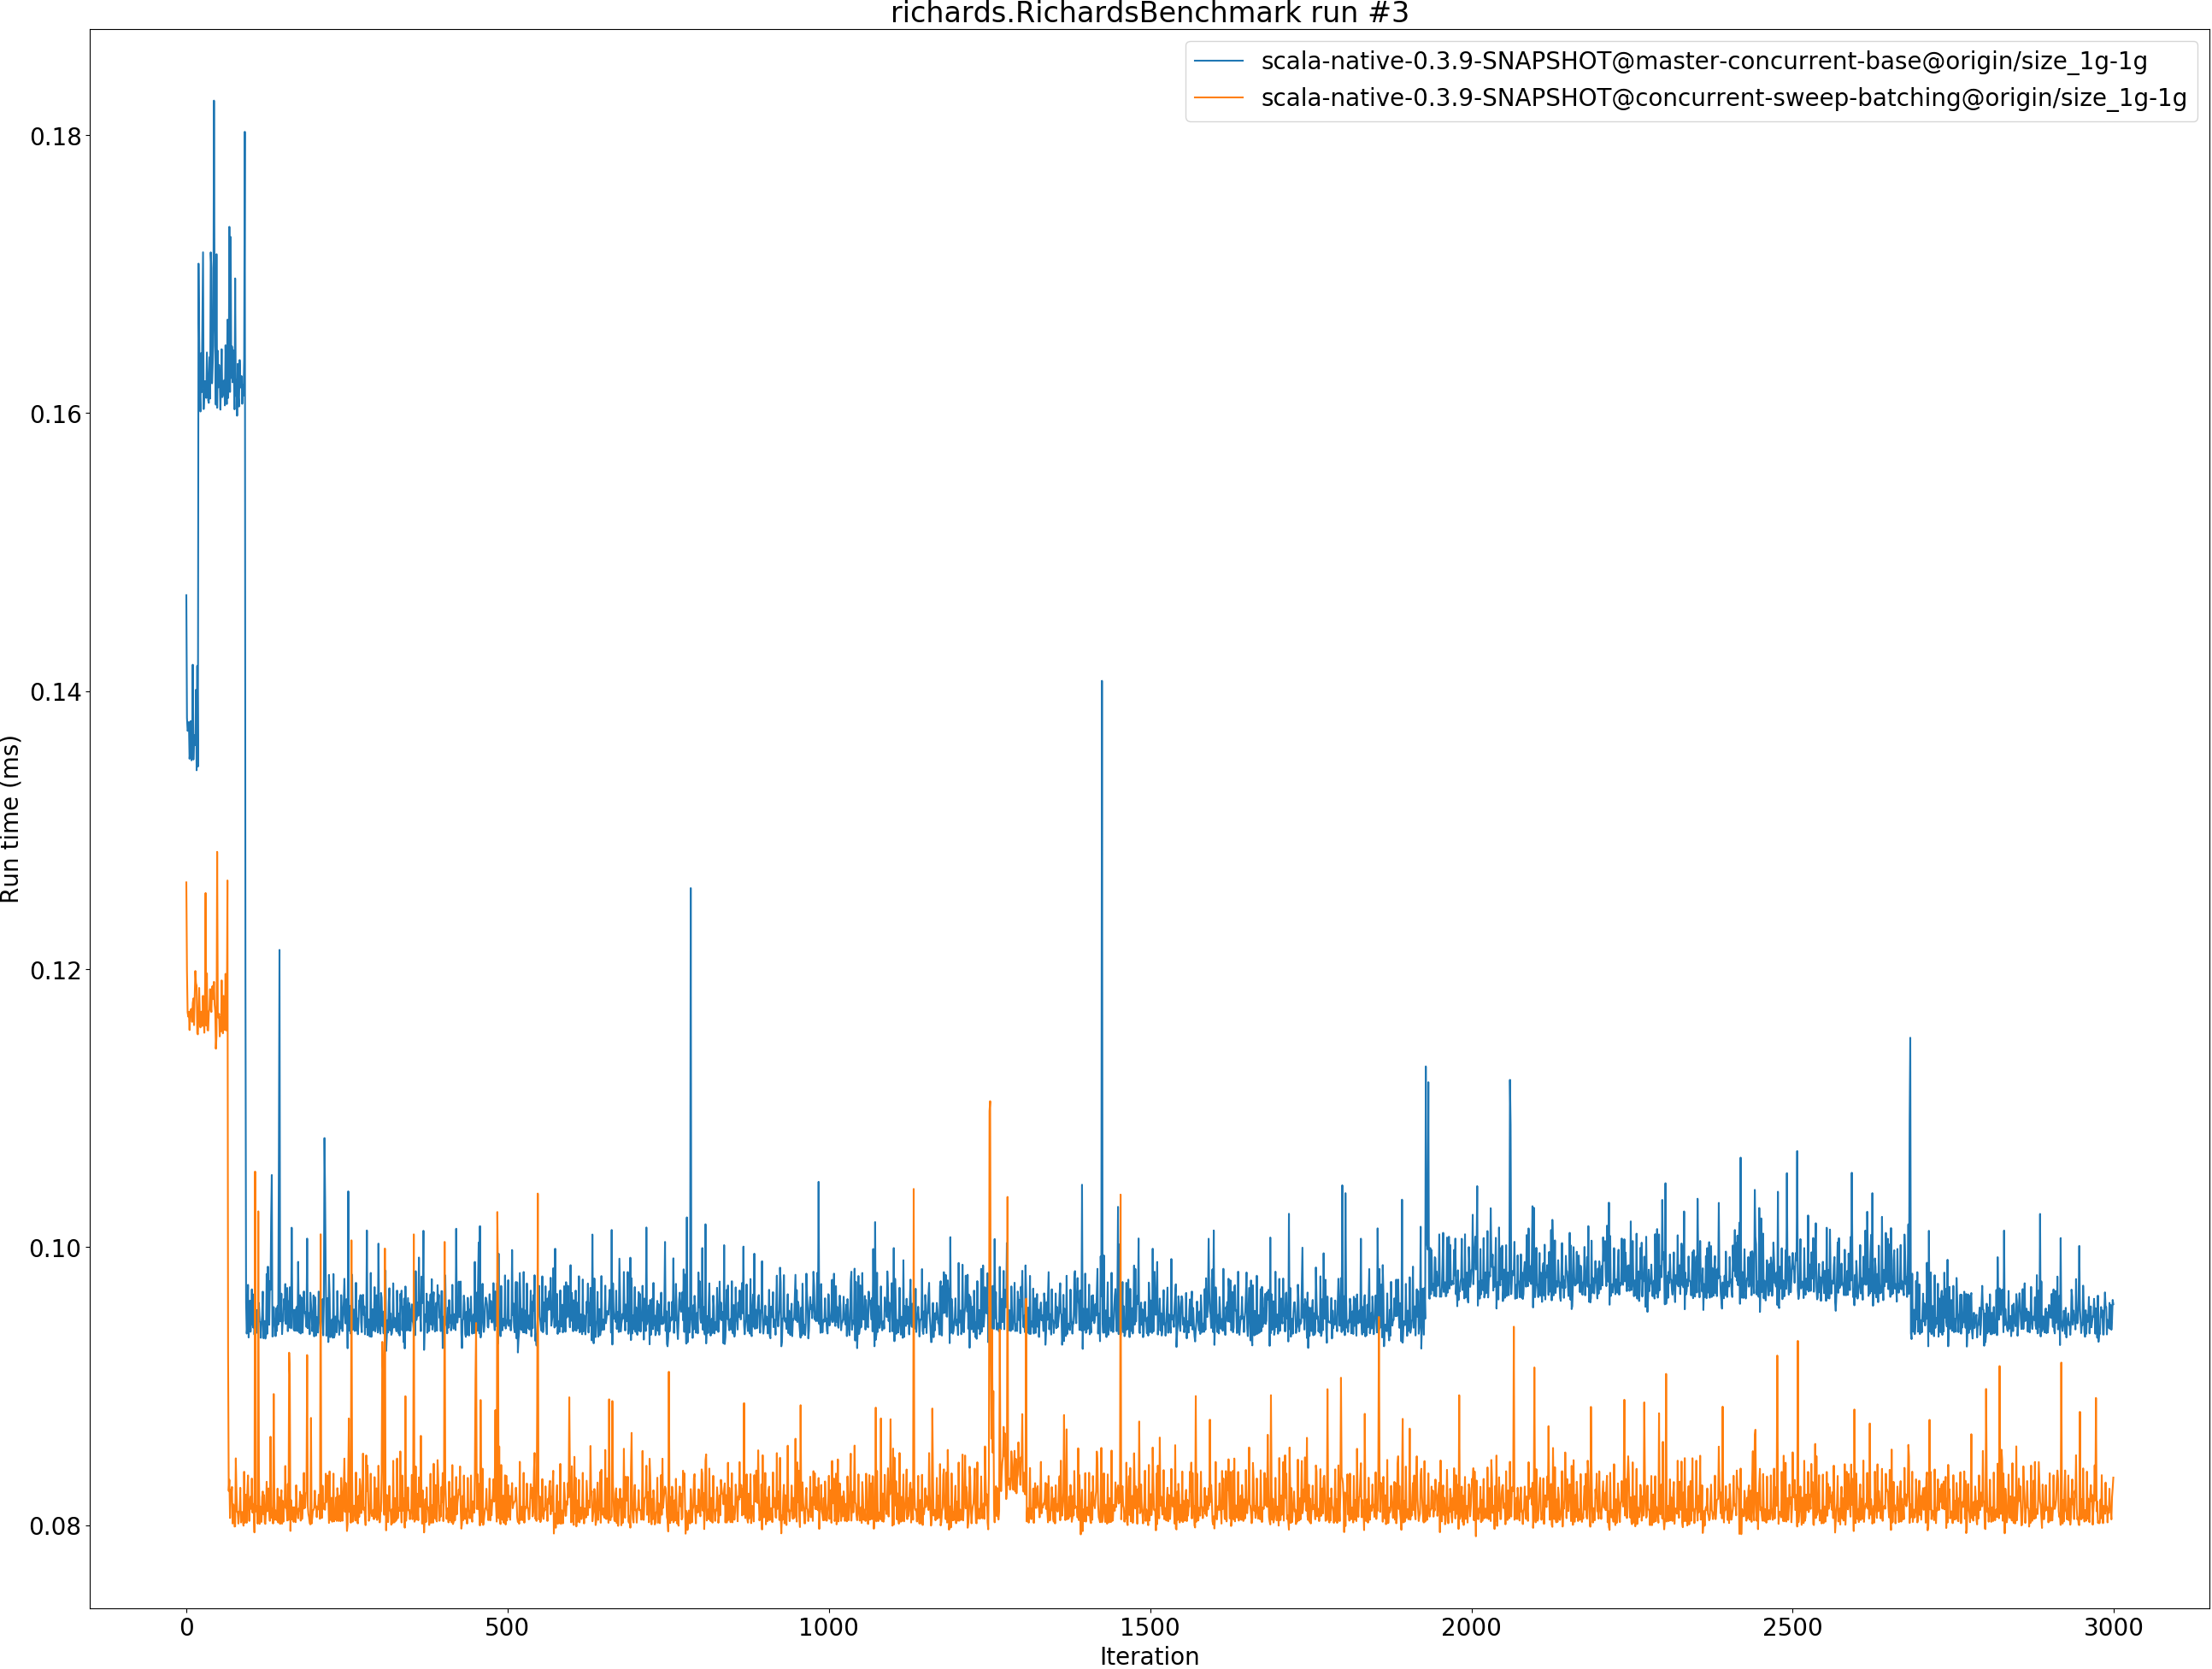 richards.RichardsBenchmark run #3
scala-native-0.3.9-SNAPSHOT@master-concurrent-base@origin/size_1g-1g
scala-native-0.3.9-SNAPSHOT@concurrent-sweep-batching@origin/size_1g-1g
Run time (ms)
0.18
0.16
0.14
0.12
0.10
0.08
0 500 1000 1500 2000 2500 3000
Iteration